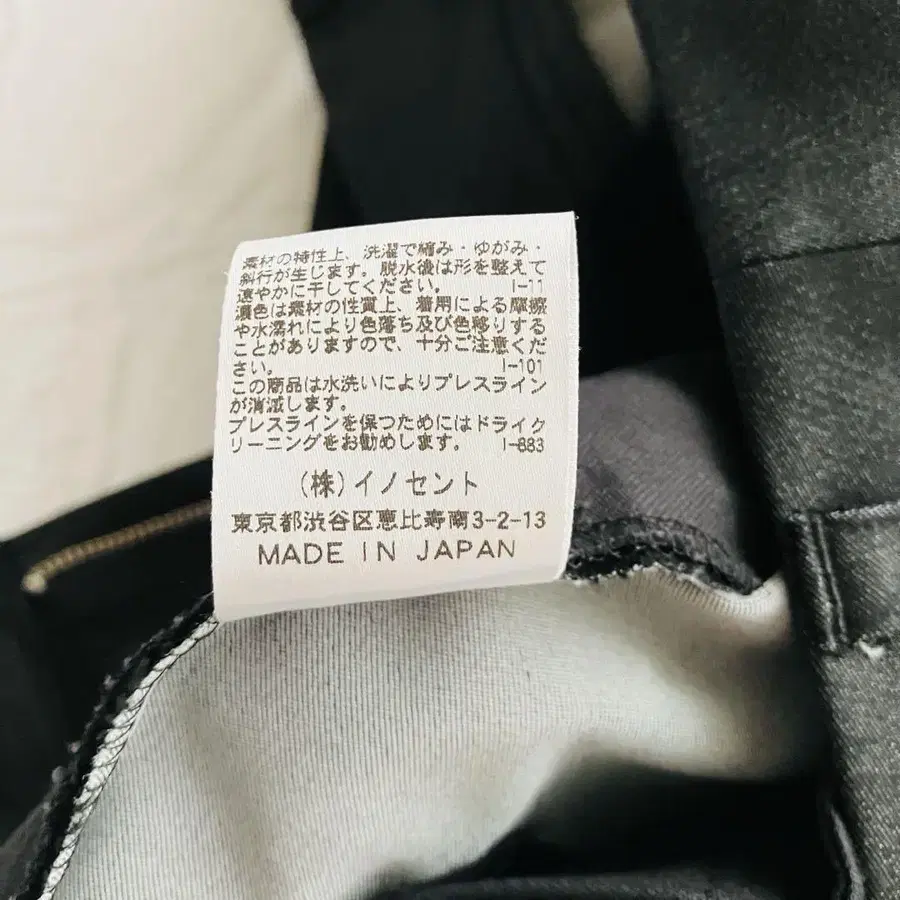 素材の特性上、洗濯で縮み・ゆがみ・
斜行が生じます。脱水後は形を整えて
速やかに干してください。 I-11
濃色は素材の性質上、着用による摩擦
や水濡れにより色落ち及び色移りする
ことがありますので、十分ご注意くだ
さい。 I-101
この商品は水洗いによりプレスライン
が消滅します。
プレスラインを保つためにはドライク
リーニングをお勧めします。 I-883
(株)イノセント
東京都渋谷区恵比寿南3-2-13
MADE IN JAPAN